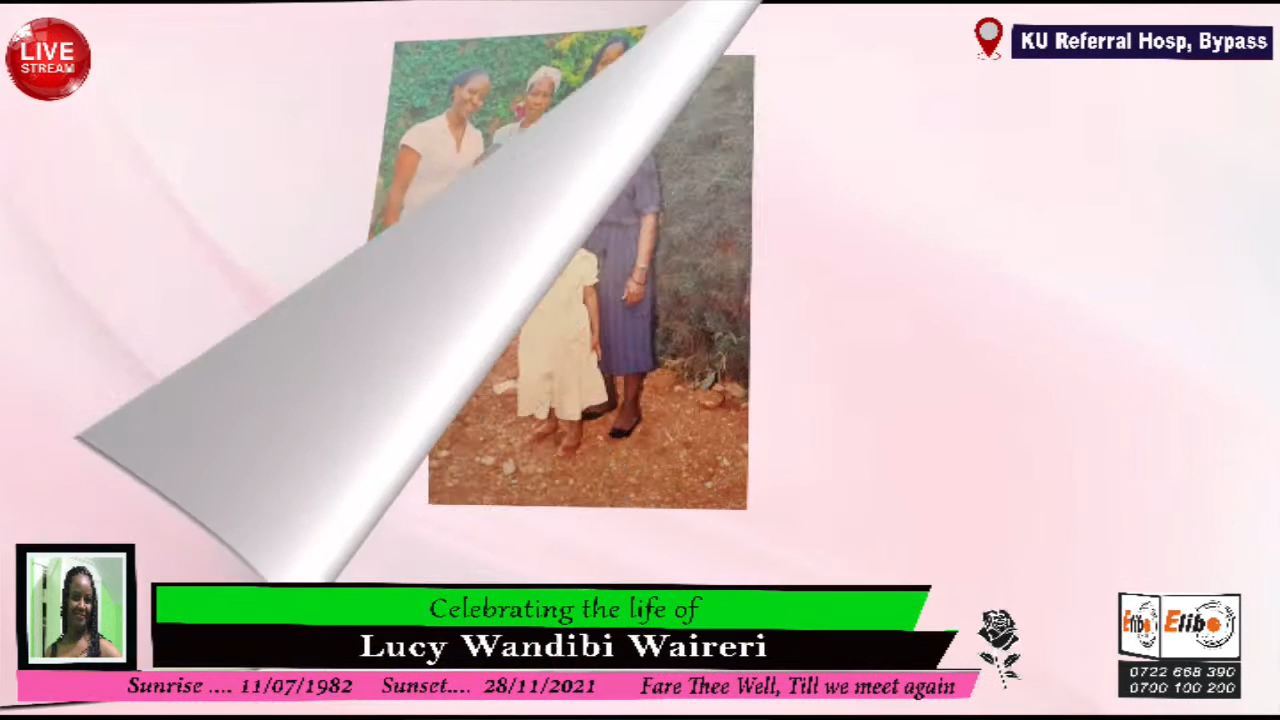 LIVE
STREAM
KU Referral Hosp, Bypass
Celebrating the life of
Lucy Wandibi Waireri
Sunrise .... 11/07/1982 Sunset.... 28/11/2021 Fare Thee Well, Till we meet again
Elibo Elibo
0722 668 390
0700 100 200